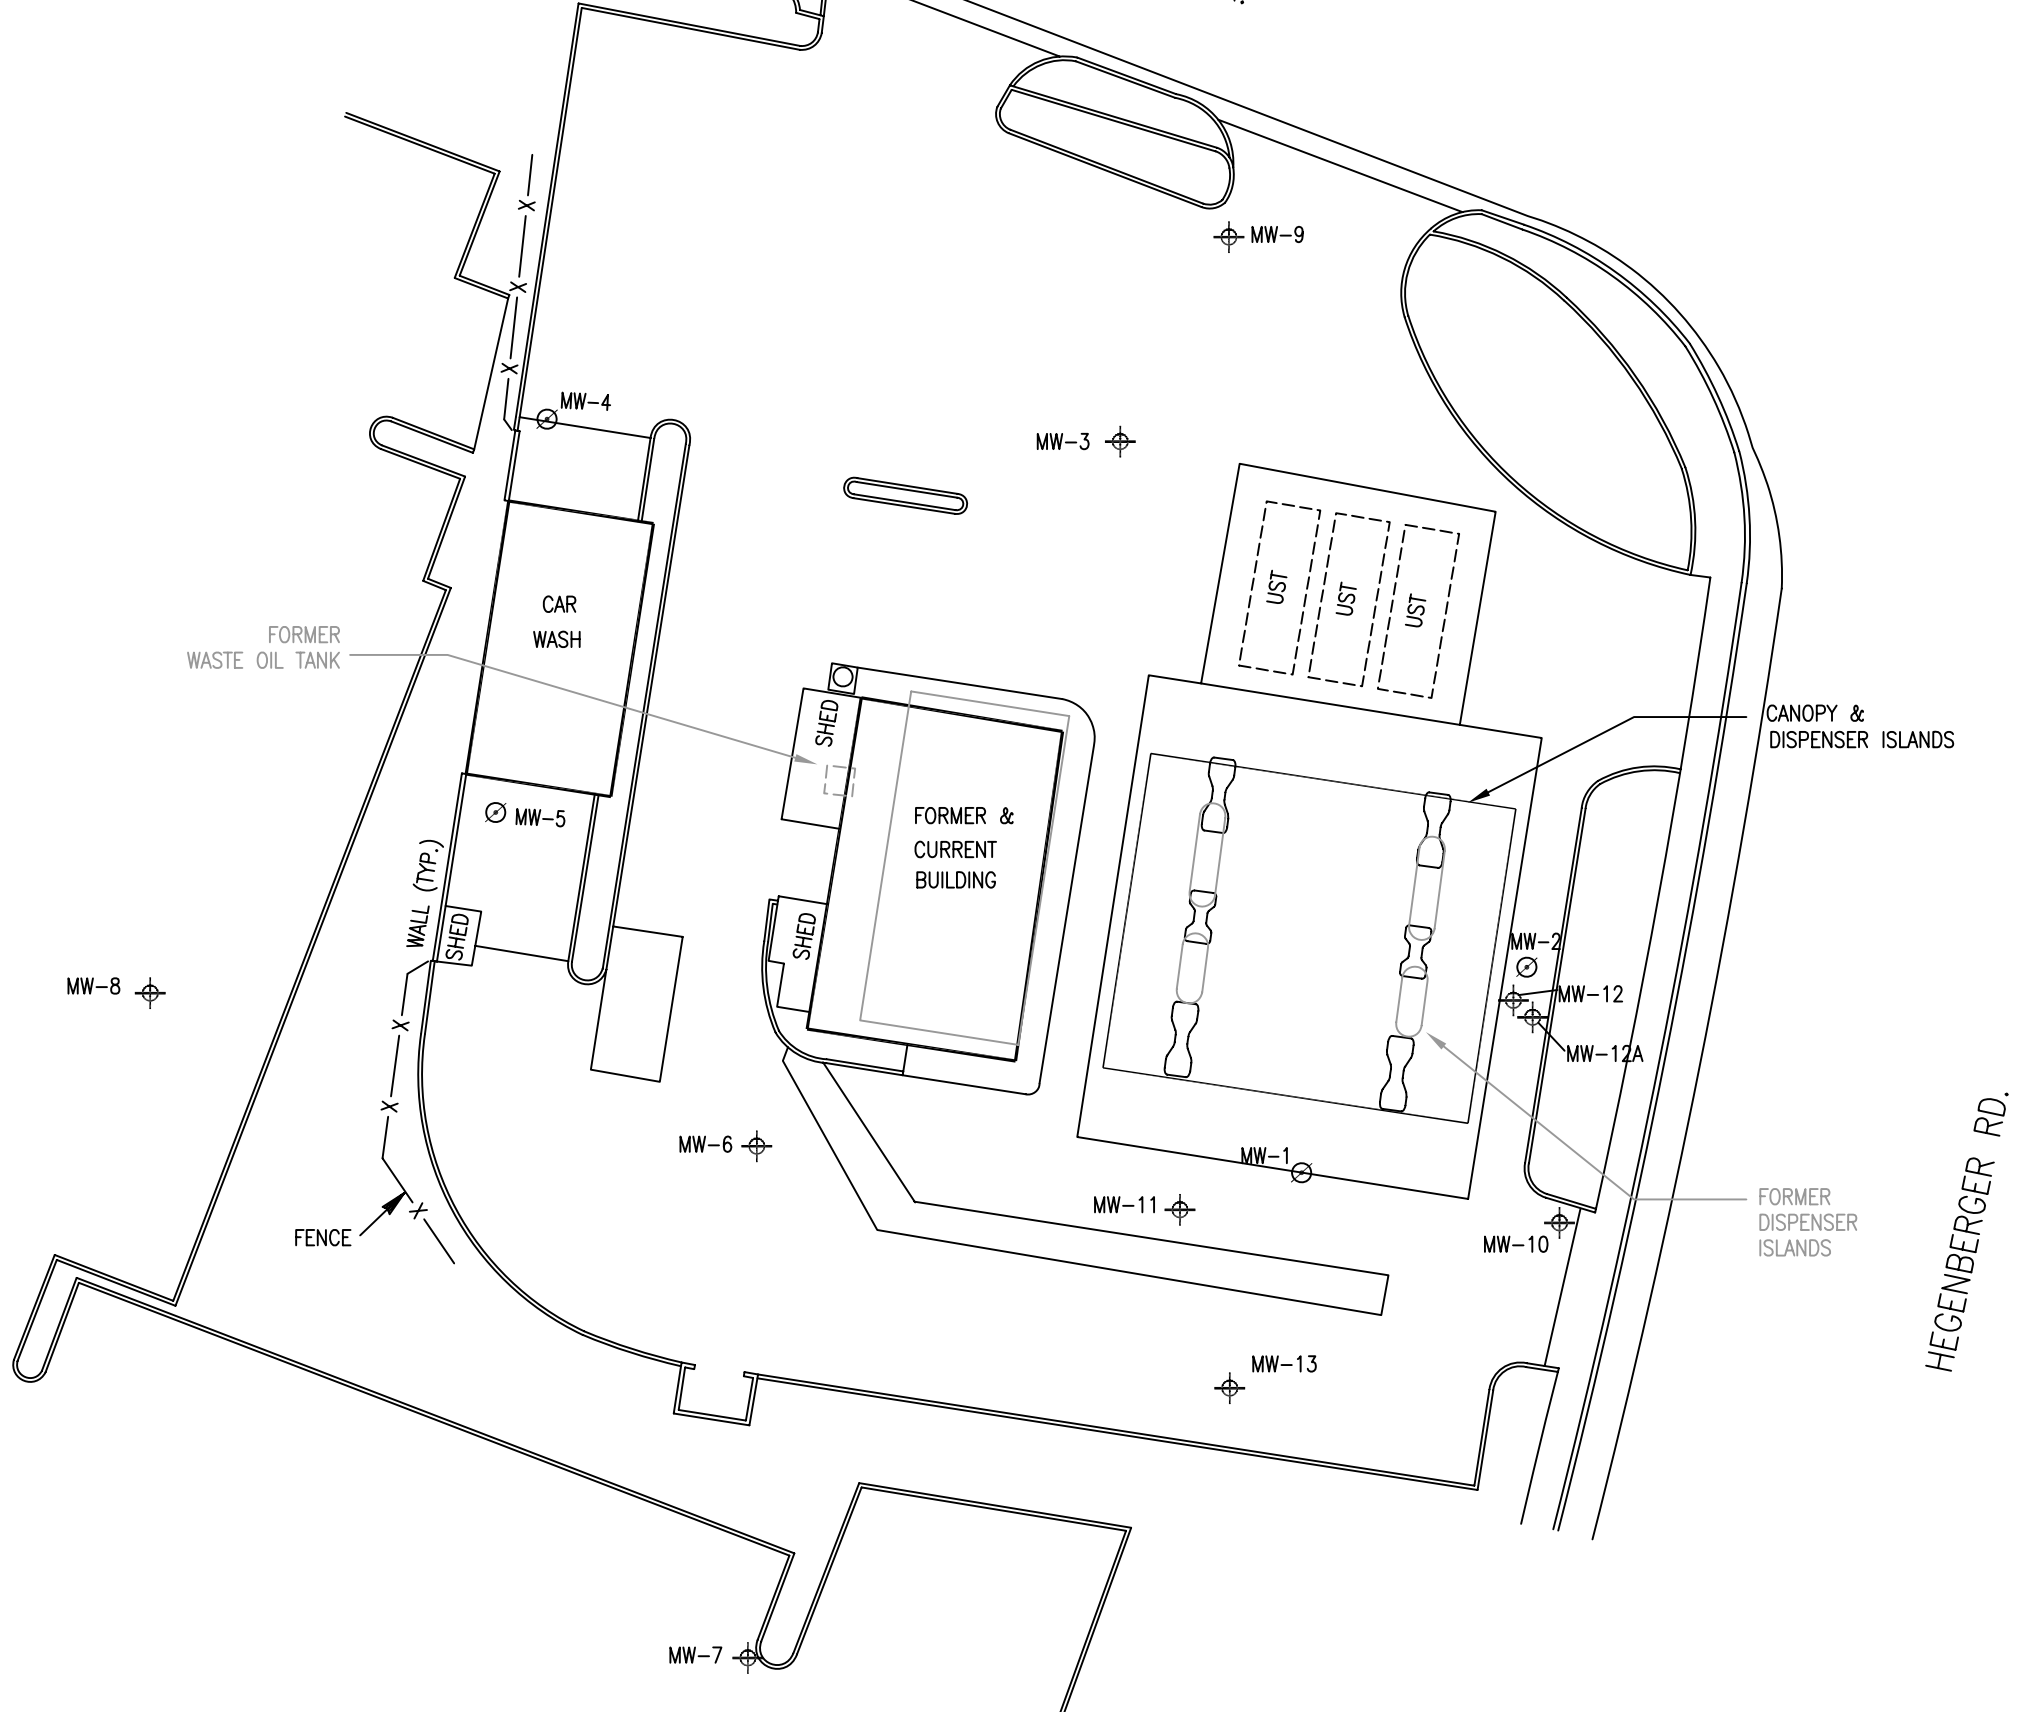 MW-9
MW-4
MW-3
CAR
WASH
UST
UST
UST
FORMER
WASTE OIL TANK
SHED
CANOPY &
DISPENSER ISLANDS
MW-5
FORMER &
CURRENT
BUILDING
WALL (TYP.)
SHED
SHED
MW-2
MW-8
MW-12
MW-12A
MW-6
MW-1
MW-11
FORMER
DISPENSER
ISLANDS
FENCE
MW-10
HEGENBERGER RD.
MW-13
MW-7
X
X
X
X
X
X